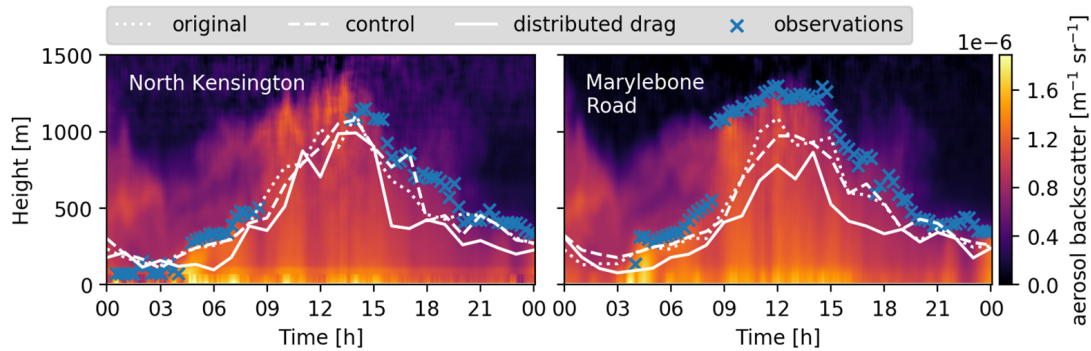 original control distributed drag observations
1e−6
North Kensington
Marylebone
Road
Height [m]
1500
1000
500
0
00 03 06 09 12 15 18 21 00
Time [h]
00 03 06 09 12 15 18 21 00
Time [h]
1.6
1.2
0.8
0.4
0.0
aerosol backscatter [m⁻¹ sr⁻¹]